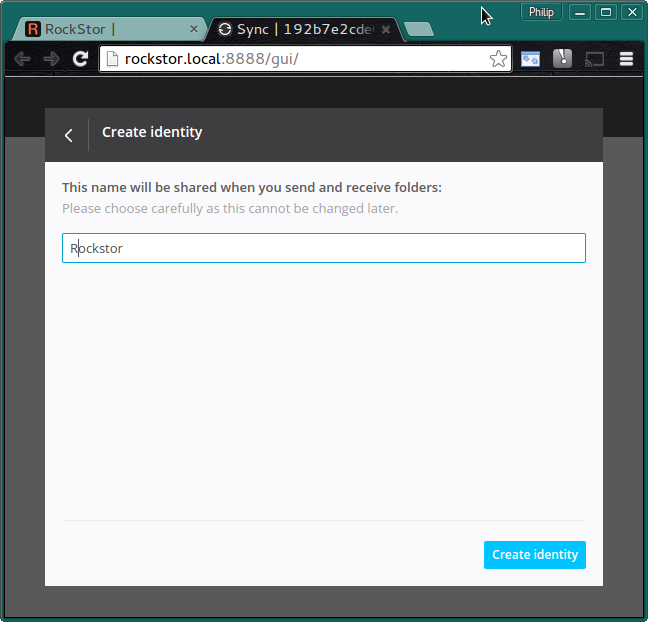 Philip
R RockStor |
Sync | 192b7e2cde
rockstor.local:8888/gui/
Create identity
This name will be shared when you send and receive folders:
Please choose carefully as this cannot be changed later.
Rockstor
Create identity